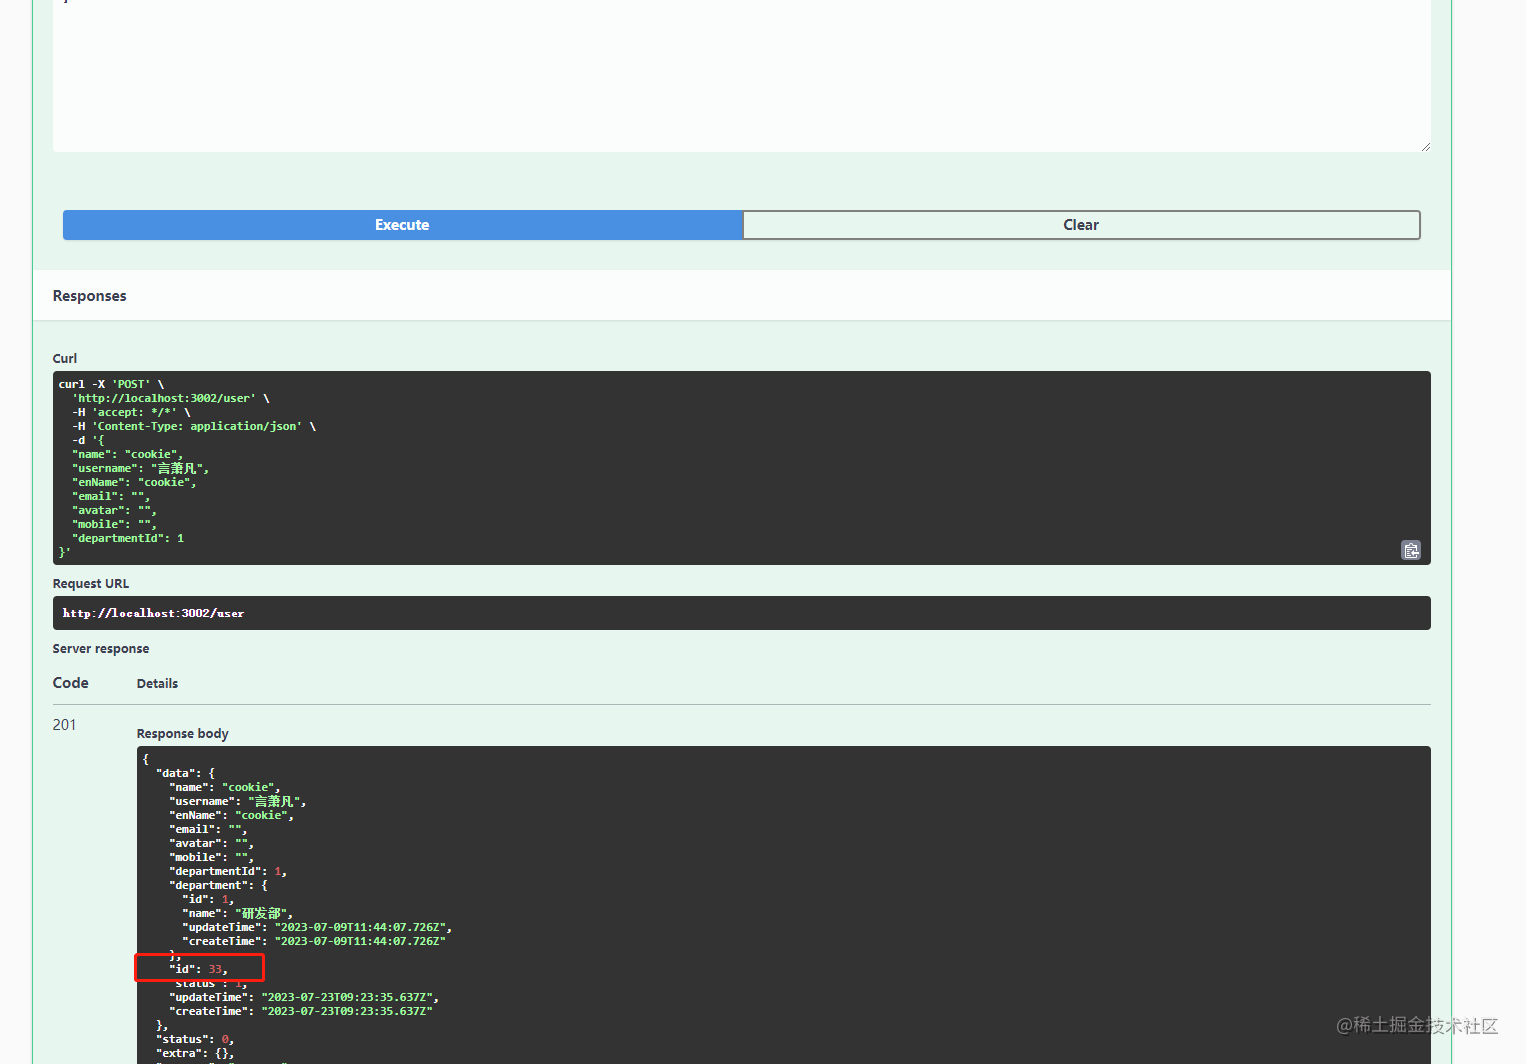 Execute
Clear
Responses
Curl
curl -X 'POST' \
'http://localhost:3002/user' \
-H 'accept: */*' \
-H 'Content-Type: application/json' \
-d '{
"name": "cookie",
"username": "言萧凡",
"enName": "cookie",
"email": "",
"avatar": "",
"mobile": "",
"departmentId": 1
}'
Request URL
http://localhost:3002/user
Server response
Code Details
201
Response body
{
"data": {
"name": "cookie",
"username": "言萧凡",
"enName": "cookie",
"email": "",
"avatar": "",
"mobile": "",
"departmentId": 1,
"department": {
"id": 1,
"name": "研发部",
"updateTime": "2023-07-09T11:44:07.726Z",
"createTime": "2023-07-09T11:44:07.726Z"
},
"id": 33,
"status": 1,
"updateTime": "2023-07-23T09:23:35.637Z",
"createTime": "2023-07-23T09:23:35.637Z"
},
"status": 0,
"extra": {},
@稀土掘金技术社区